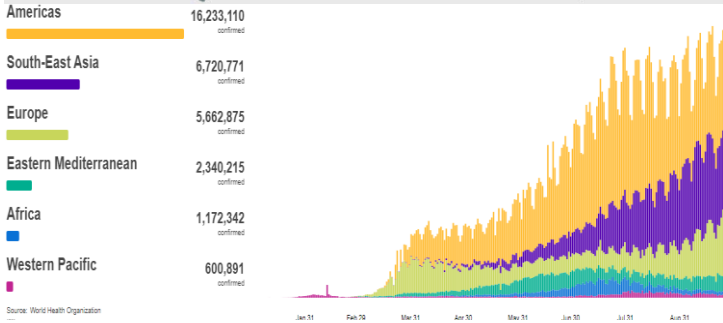 Americas
16,233,110
confirmed
South-East Asia
6,720,771
confirmed
Europe
5,662,875
confirmed
Eastern Mediterranean
2,340,215
confirmed
Africa
1,172,342
confirmed
Western Pacific
600,891
confirmed
Source: World Health Organization
Jan 31 Feb 29 Mar 31 Apr 30 May 31 Jun 30 Jul 31 Aug 31